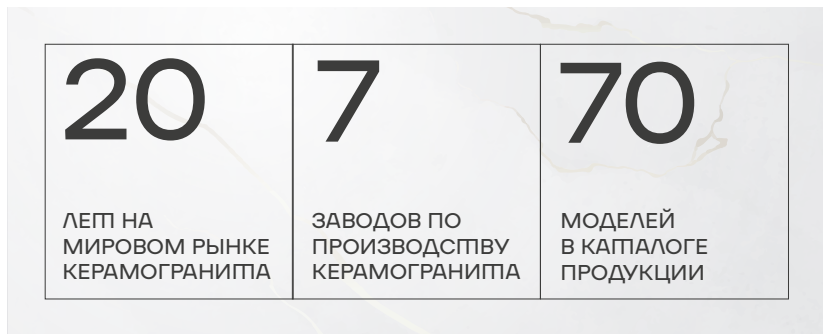 20
ЛЕТ НА
МИРОВОМ РЫНКЕ
КЕРАМОГРАНИТА
7
ЗАВОДОВ ПО
ПРОИЗВОДСТВУ
КЕРАМОГРАНИТА
70
МОДЕЛЕЙ
В КАТАЛОГЕ
ПРОДУКЦИИ